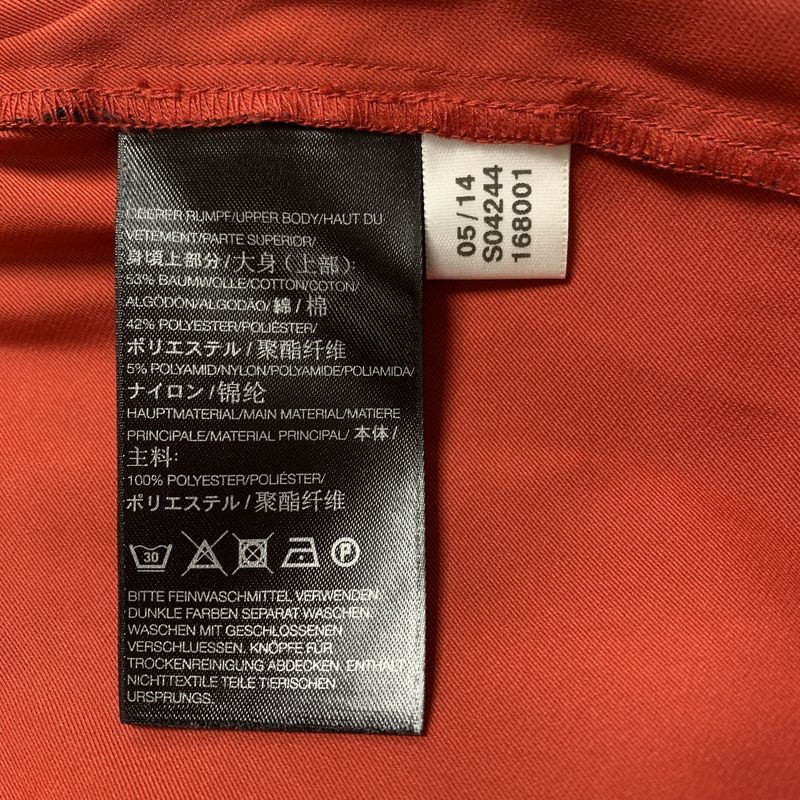 OBERER RUMPF/UPPER BODY/HAUT DU
VETEMENT/PARTE SUPERIOR/
身頃上部分/大身(上部):
53% BAUMWOLLE/COTTON/COTON/
ALGODÓN/ALGODÃO/綿/棉
42% POLYESTER/POLIÉSTER/
ポリエステル/聚酯纤维
5% POLYAMID/NYLON/POLYAMIDE/POLIAMIDA/
ナイロン/锦纶
HAUPTMATERIAL/MAIN MATERIAL/MATIERE
PRINCIPALE/MATERIAL PRINCIPAL/本体/
主料:
100% POLYESTER/POLIÉSTER/
ポリエステル/聚酯纤维
30
P
BITTE FEINWASCHMITTEL VERWENDEN.
DUNKLE FARBEN SEPARAT WASCHEN.
WASCHEN MIT GESCHLOSSENEN
VERSCHLUESSEN. KNÖPFE FÜR
TROCKENREINIGUNG ABDECKEN. ENTHÄLT
NICHTTEXTILE TEILE TIERISCHEN
URSPRUNGS.
05/14
S04244
168001